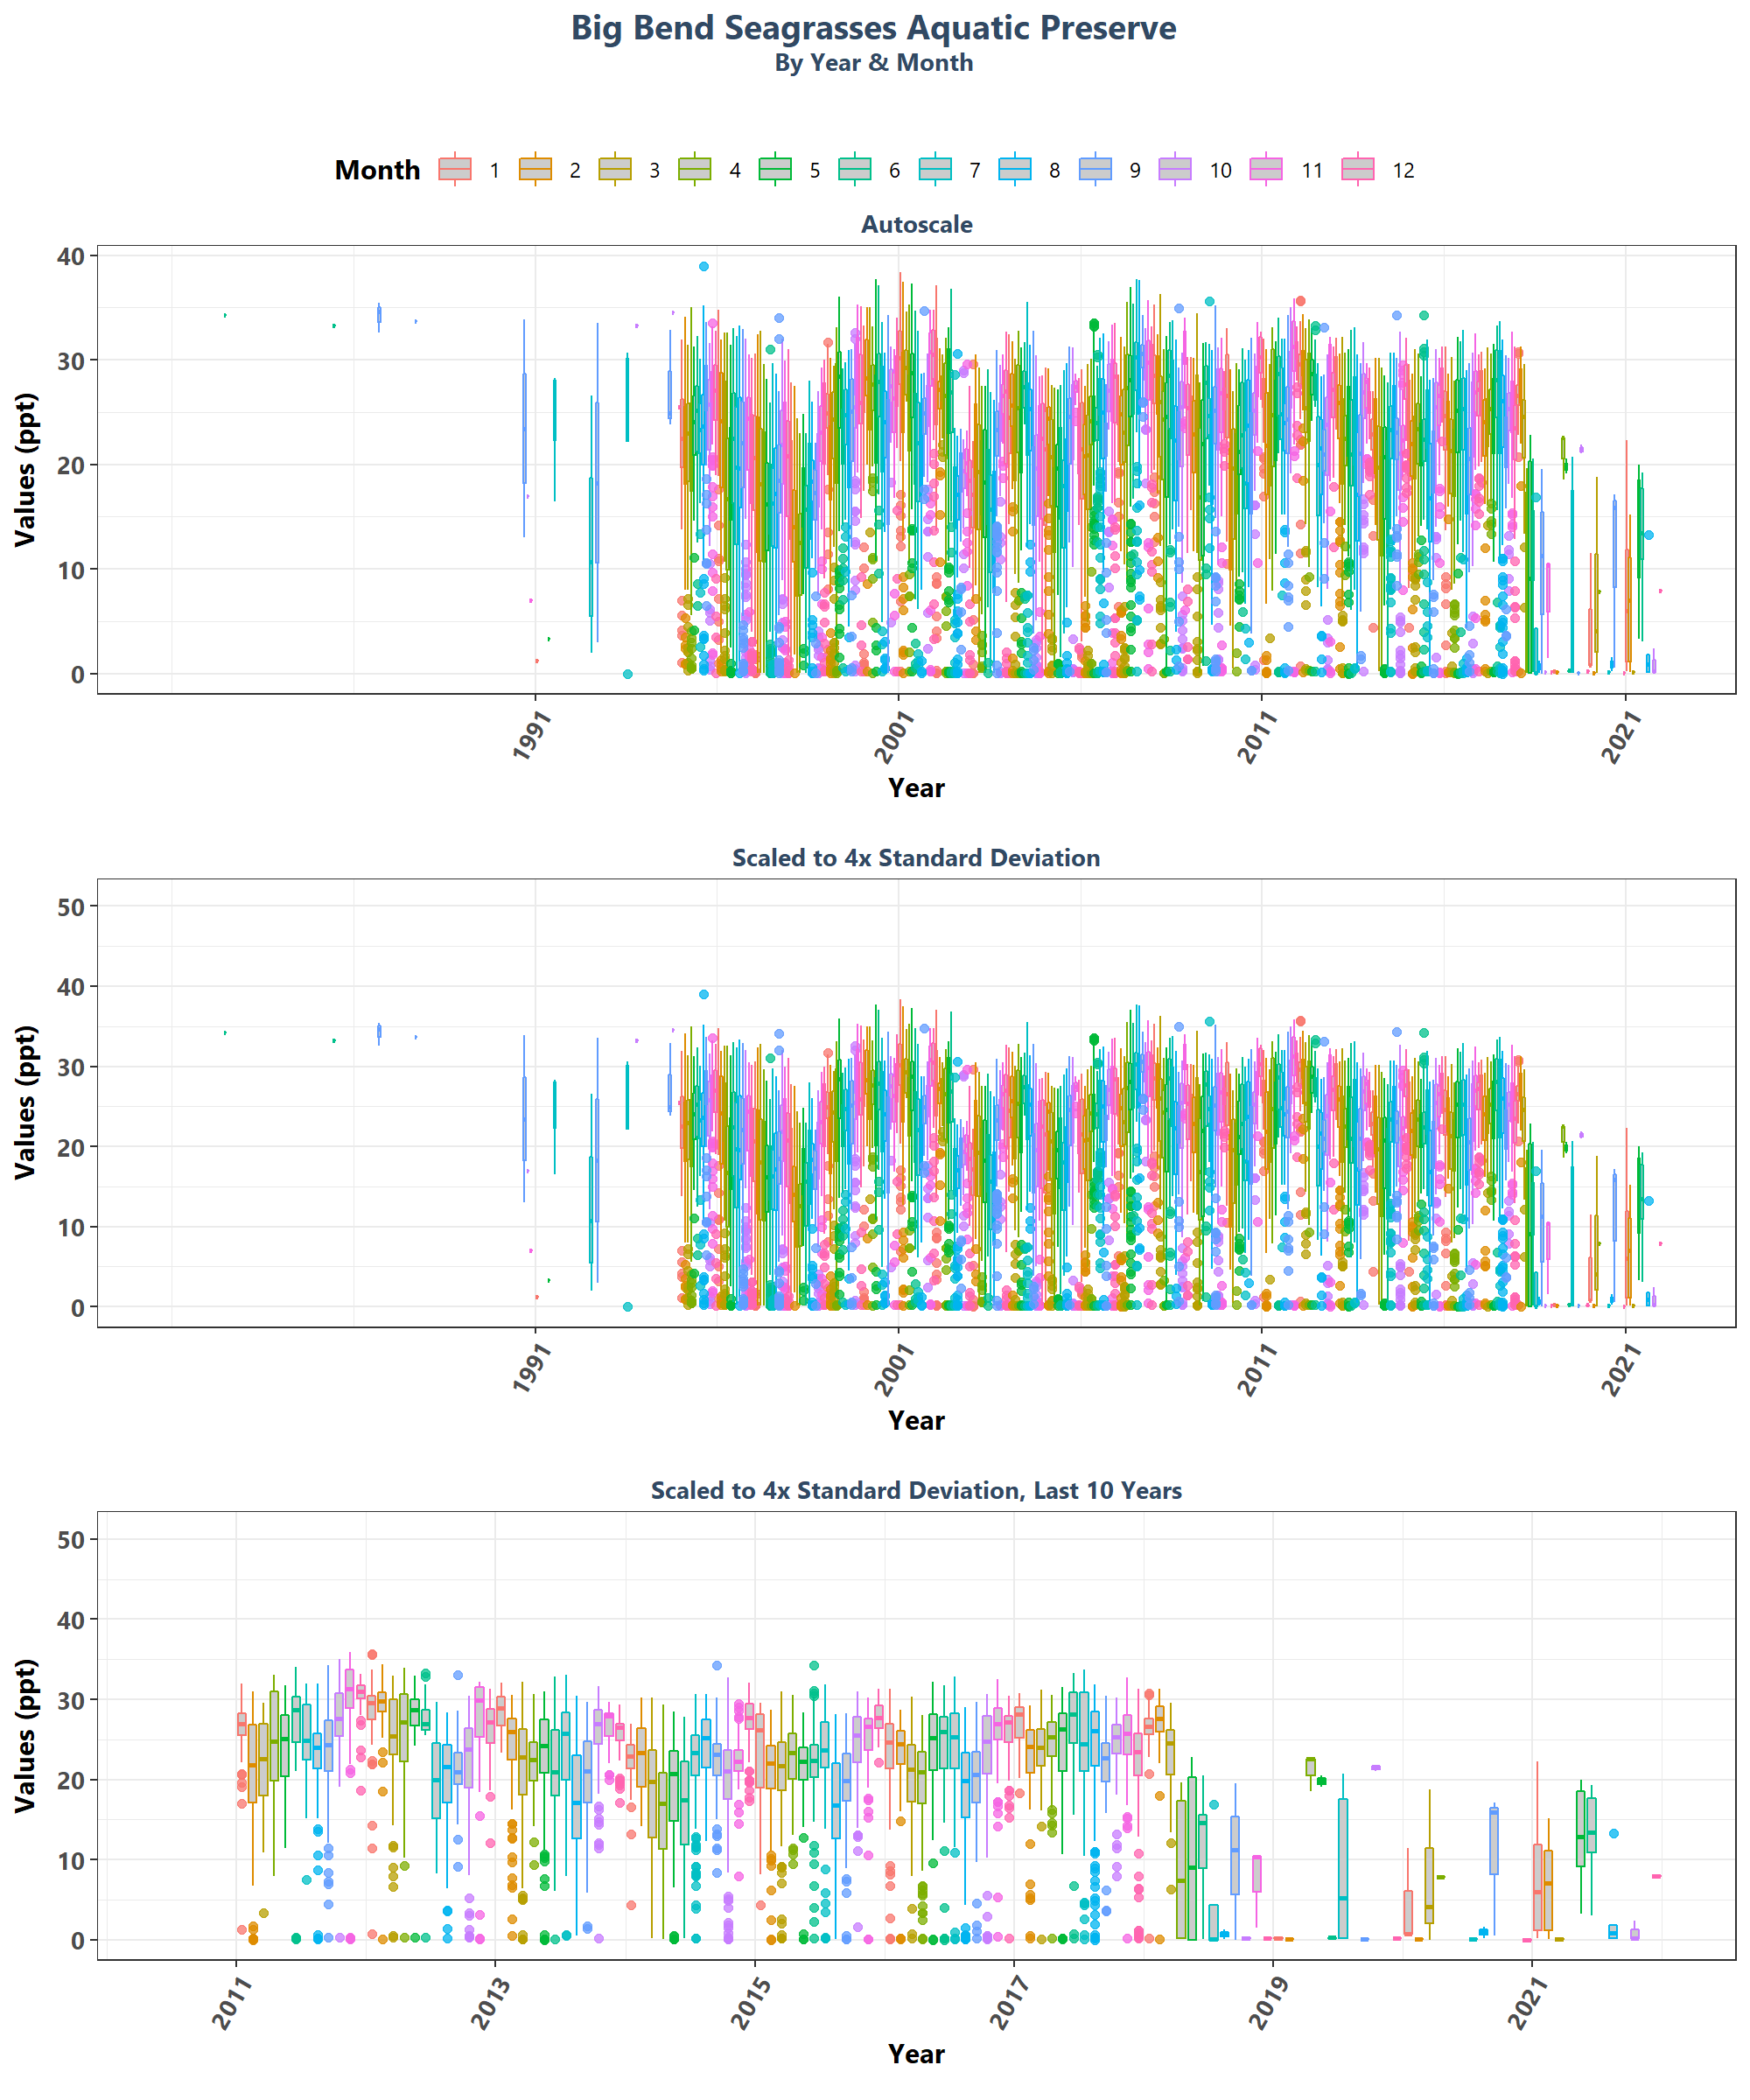 Big Bend Seagrasses Aquatic Preserve
By Year & Month
Month 1 2 3 4 5 6 7 8 9 10 11 12
Autoscale
Values (ppt)
40
30
20
10
0
1991 2001 2011 2021
Year
Scaled to 4x Standard Deviation
Values (ppt)
50
40
30
20
10
0
1991 2001 2011 2021
Year
Scaled to 4x Standard Deviation, Last 10 Years
Values (ppt)
50
40
30
20
10
0
2011 2013 2015 2017 2019 2021
Year